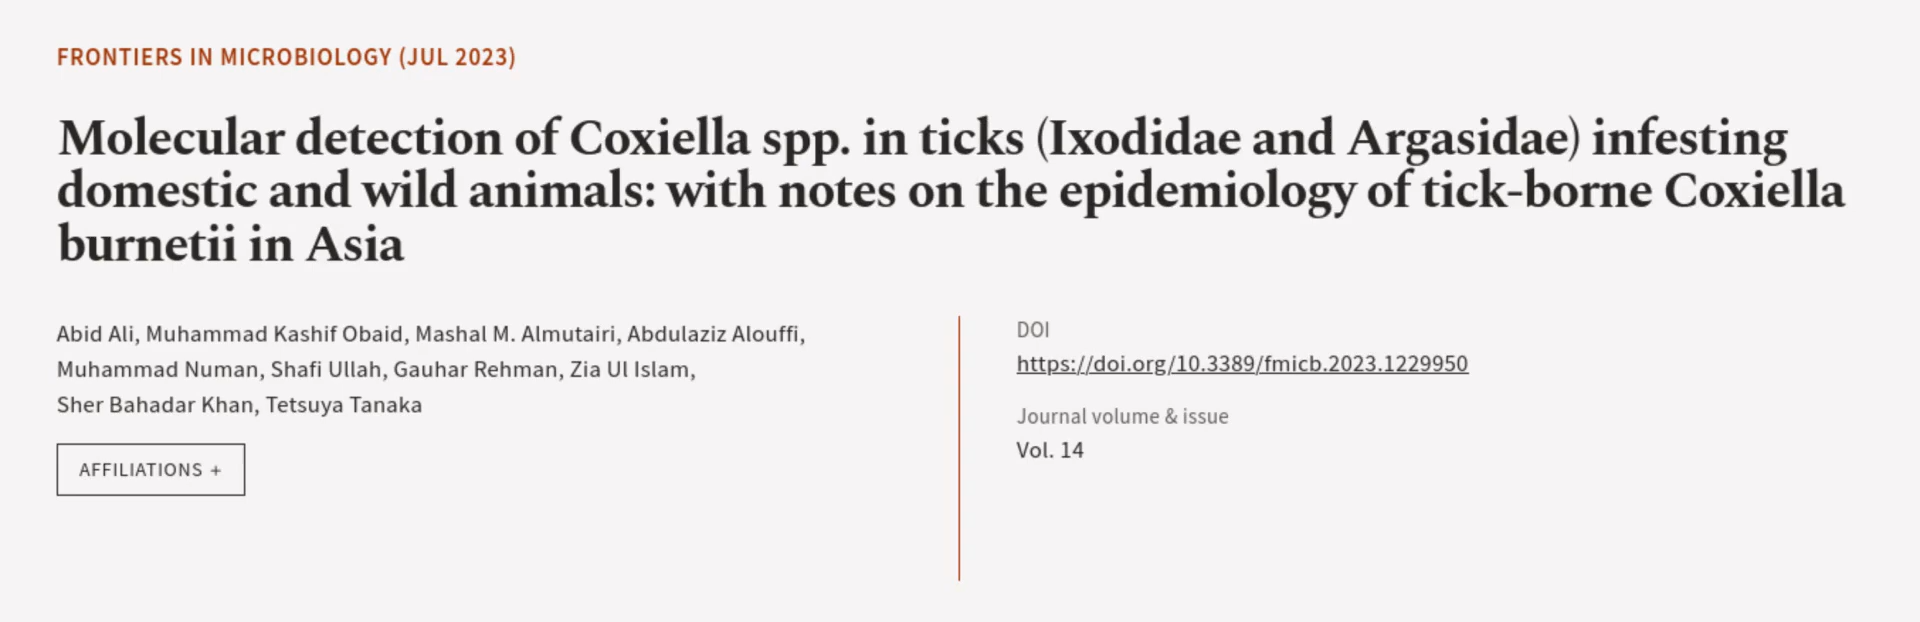 FRONTIERS IN MICROBIOLOGY (JUL 2023)
Molecular detection of Coxiella spp. in ticks (Ixodidae and Argasidae) infesting
domestic and wild animals: with notes on the epidemiology of tick-borne Coxiella
burnetii in Asia
Abid Ali, Muhammad Kashif Obaid, Mashal M. Almutairi, Abdulaziz Alouffi,
Muhammad Numan, Shafi Ullah, Gauhar Rehman, Zia Ul Islam,
Sher Bahadar Khan, Tetsuya Tanaka
AFFILIATIONS +
DOI
https://doi.org/10.3389/fmicb.2023.1229950
Journal volume & issue
Vol. 14